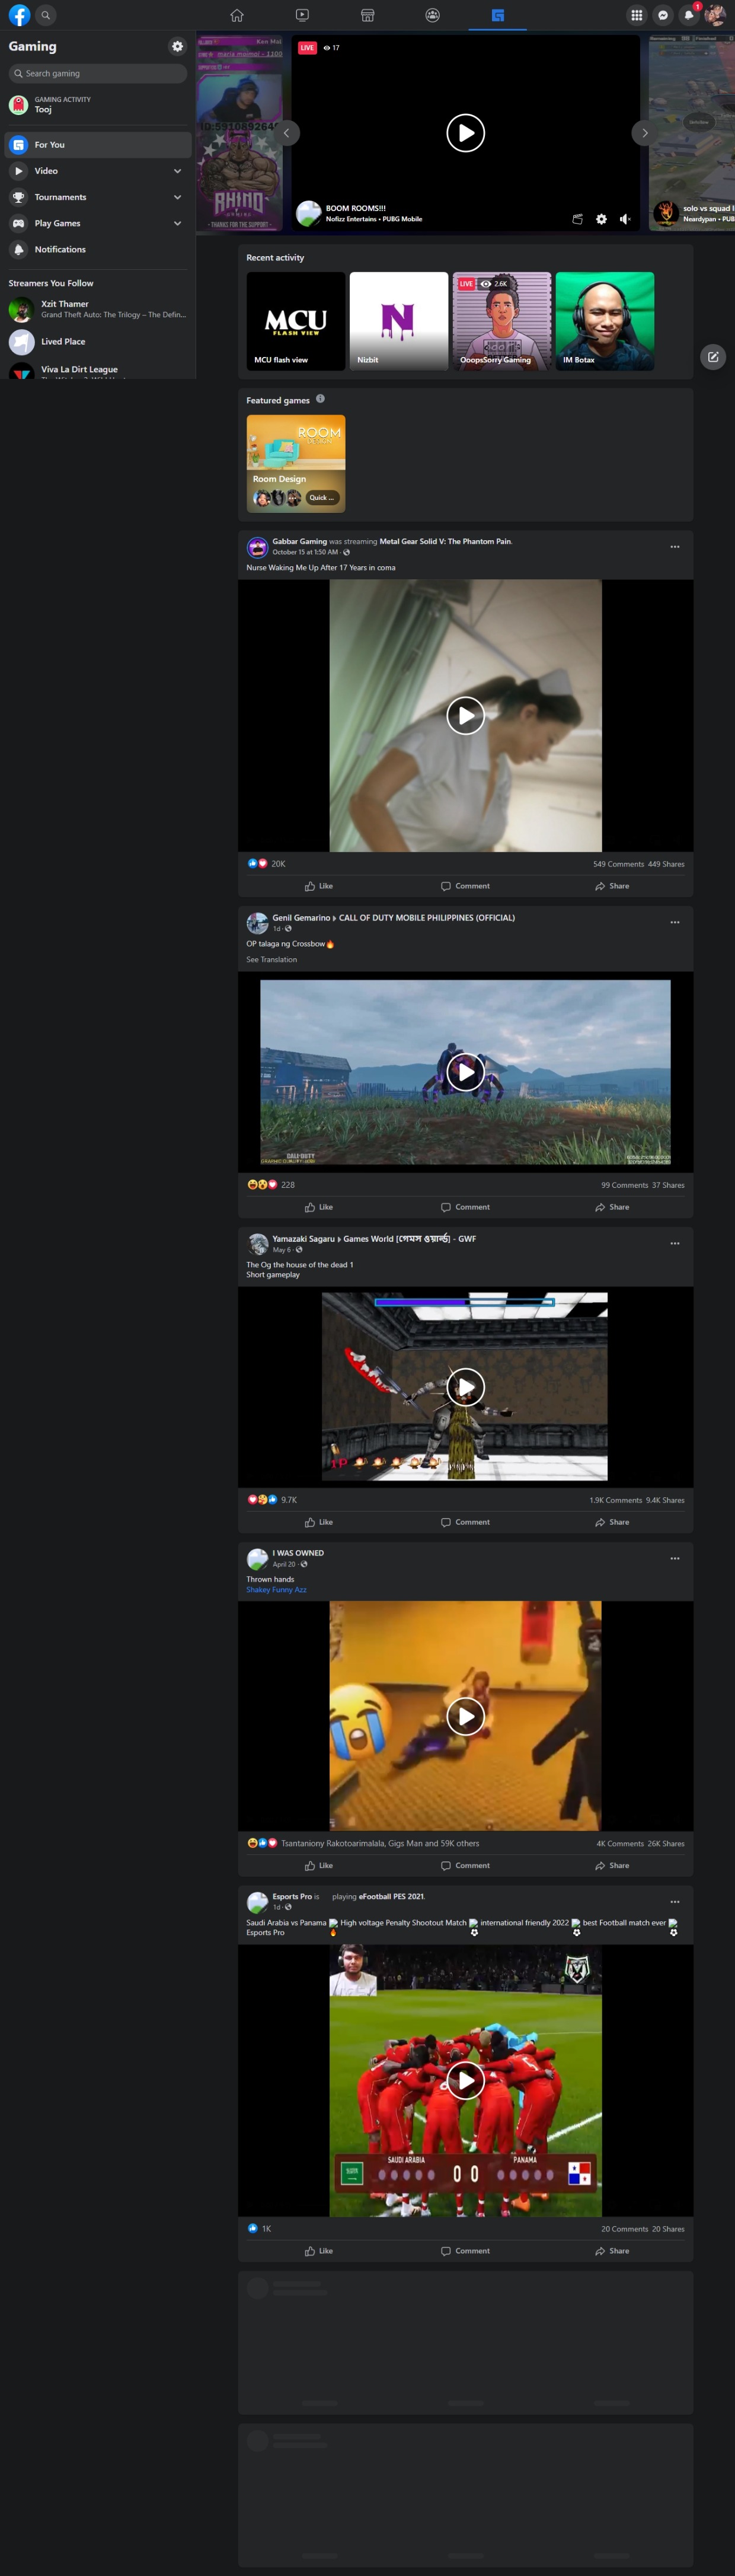 Gaming
Search gaming
GAMING ACTIVITY
Tooj
For You
Video
Tournaments
Play Games
Notifications
Streamers You Follow
Xzit Thamer
Grand Theft Auto: The Trilogy – The Defin...
Lived Place
Viva La Dirt League
1
Ken Mai
RHINO
GAMING
- THANKS FOR THE SUPPORT -
LIVE 17
BOOM ROOMS!!!
Nofizz Entertains • PUBG Mobile
solo vs squad !
Neardypan • PUB
Recent activity
MCU
FLASH VIEW
MCU flash view
N
Nizbit
LIVE 2.6K
OoopsSorry Gaming
IM Botax
Featured games
ROOM
DESIGN
Room Design
Quick ...
Gabbar Gaming was streaming Metal Gear Solid V: The Phantom Pain.
October 15 at 1:50 AM ·
Nurse Waking Me Up After 17 Years in coma
20K
549 Comments 449 Shares
Like Comment Share
Genil Gemarino ▸ CALL OF DUTY MOBILE PHILIPPINES (OFFICIAL)
1d ·
OP talaga ng Crossbow🔥
See Translation
CALL·DUTY
228
99 Comments 37 Shares
Like Comment Share
Yamazaki Sagaru ▸ Games World [গেমস ওয়ার্ল্ড] - GWF
May 6 ·
The Og the house of the dead 1
Short gameplay
1P
9.7K
1.9K Comments 9.4K Shares
Like Comment Share
I WAS OWNED
April 20 ·
Thrown hands
Shakey Funny Azz
Tsantaniony Rakotoarimalala, Gigs Man and 59K others
4K Comments 26K Shares
Like Comment Share
Esports Pro is playing eFootball PES 2021.
1d ·
Saudi Arabia vs Panama 🔥 High voltage Penalty Shootout Match ⚽ international friendly 2022 ⚽ best Football match ever ⚽
Esports Pro
SAUDI ARABIA
0 0
PANAMA
1K
20 Comments 20 Shares
Like Comment Share